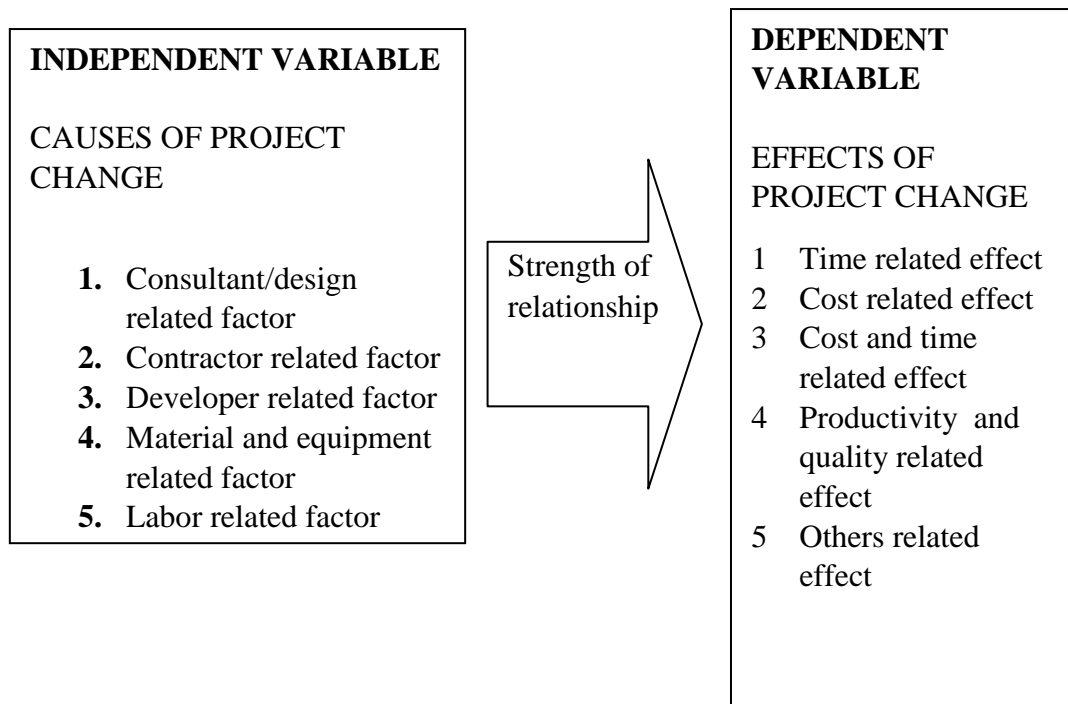 INDEPENDENT VARIABLE
CAUSES OF PROJECT
CHANGE
1. Consultant/design
related factor
2. Contractor related factor
3. Developer related factor
4. Material and equipment
related factor
5. Labor related factor
Strength of
relationship
DEPENDENT
VARIABLE
EFFECTS OF
PROJECT CHANGE
1 Time related effect
2 Cost related effect
3 Cost and time
related effect
4 Productivity and
quality related
effect
5 Others related
effect